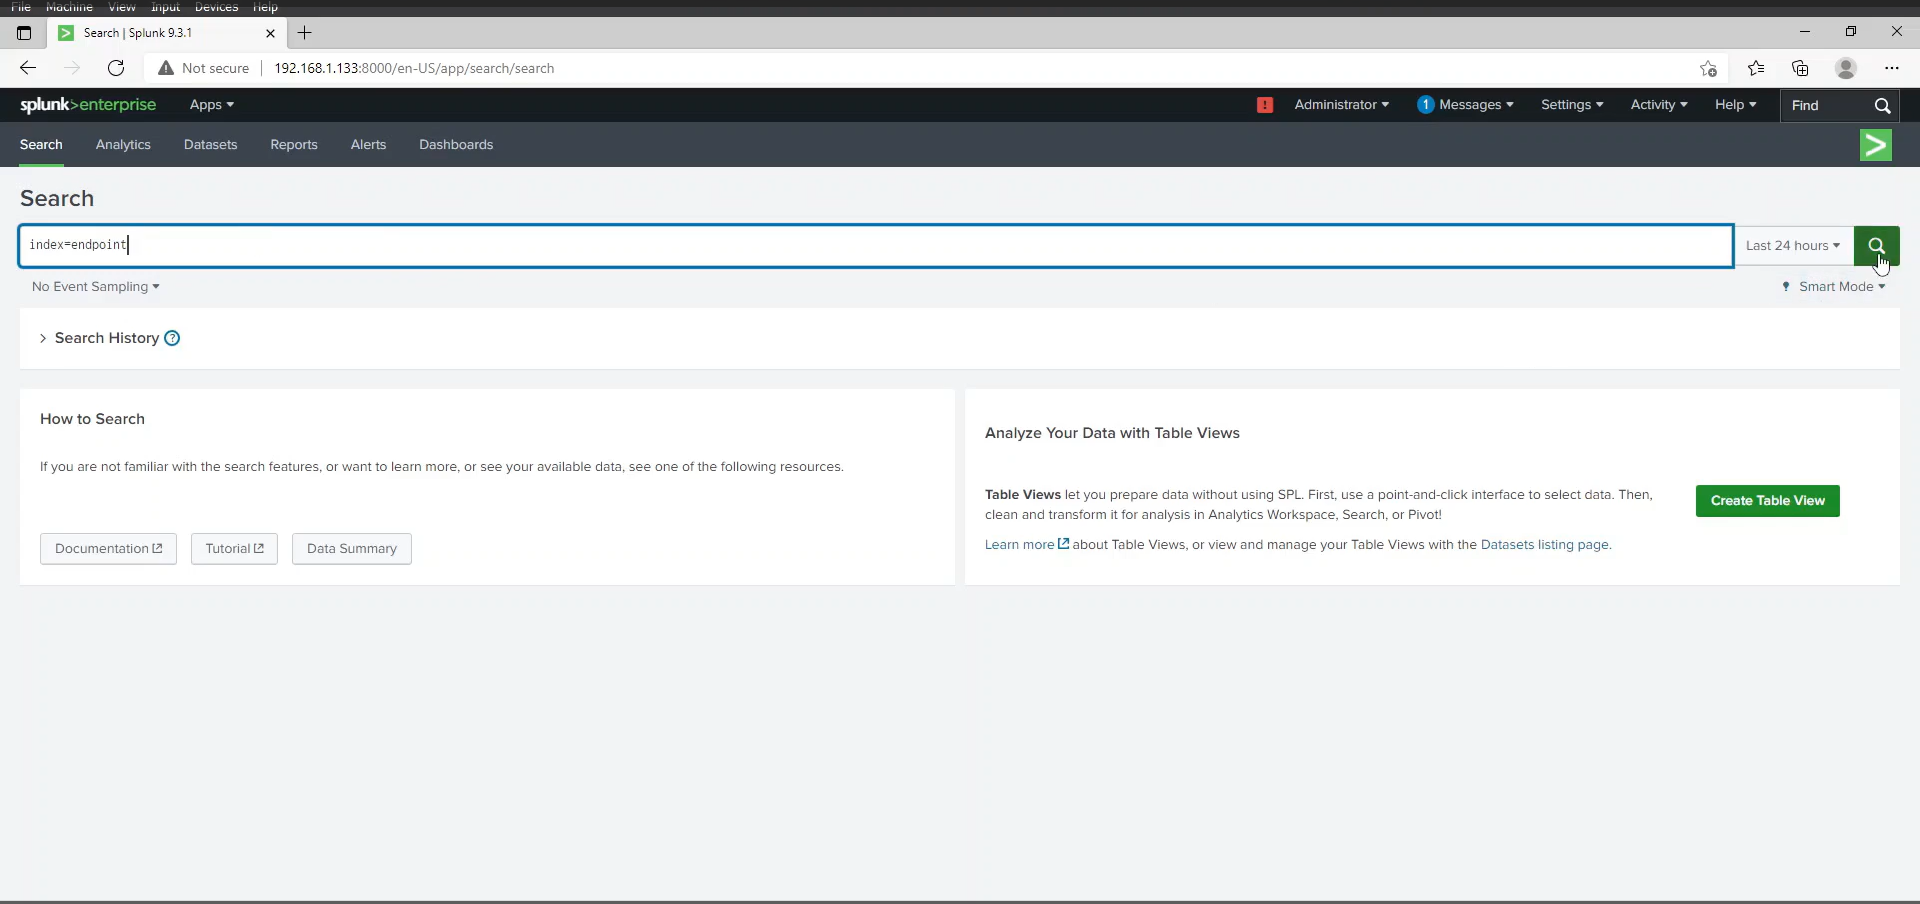 File Machine View Input Devices Help
Search | Splunk 9.3.1
Not secure 192.168.1.133:8000/en-US/app/search/search
splunk>enterprise Apps ! Administrator 1 Messages Settings Activity Help Find
Search Analytics Datasets Reports Alerts Dashboards
Search
index=endpoint Last 24 hours
No Event Sampling Smart Mode
Search History ?
How to Search
If you are not familiar with the search features, or want to learn more, or see your available data, see one of the following resources.
Documentation Tutorial Data Summary
Analyze Your Data with Table Views
Table Views let you prepare data without using SPL. First, use a point-and-click interface to select data. Then,
clean and transform it for analysis in Analytics Workspace, Search, or Pivot!
Learn more about Table Views, or view and manage your Table Views with the Datasets listing page.
Create Table View